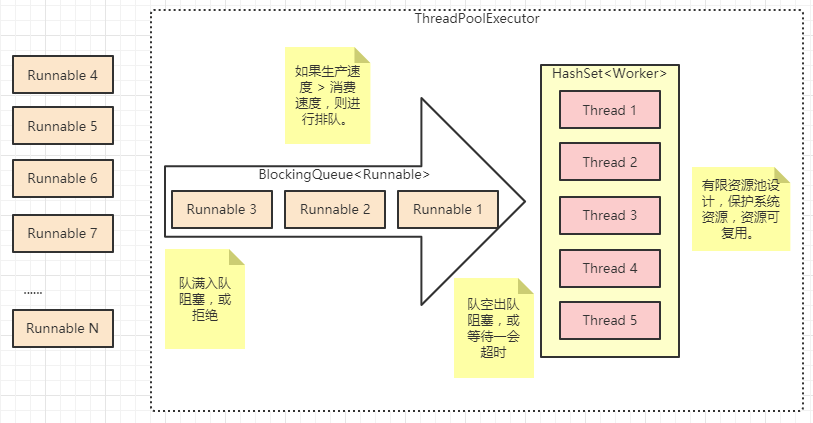 ThreadPoolExecutor
Runnable 4
Runnable 5
Runnable 6
Runnable 7
......
Runnable N
如果生产速
度 > 消费
速度，则进
行排队。
BlockingQueue<Runnable>
Runnable 3
Runnable 2
Runnable 1
队满入队
阻塞，或
拒绝
队空出队
阻塞，或
等待一会
超时
HashSet<Worker>
Thread 1
Thread 2
Thread 3
Thread 4
Thread 5
有限资源池设
计，保护系统
资源，资源可
复用。